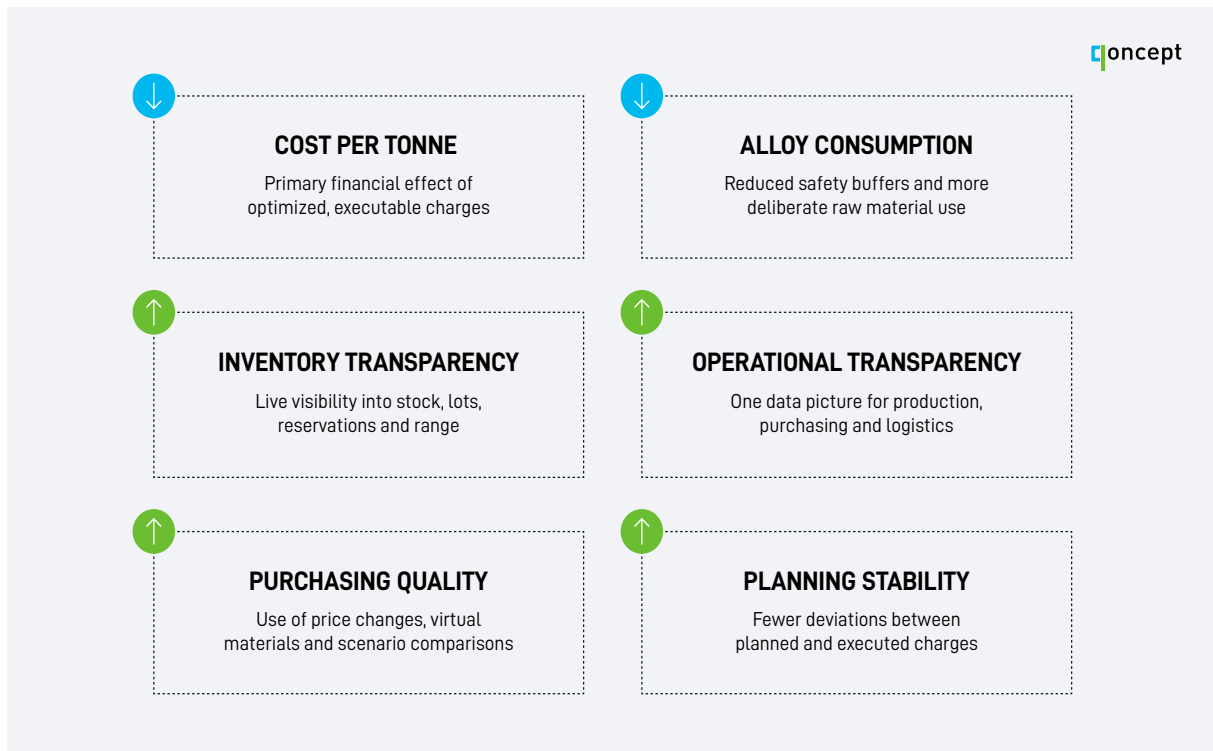 qoncept
COST PER TONNE
Primary financial effect of
optimized, executable charges
ALLOY CONSUMPTION
Reduced safety buffers and more
deliberate raw material use
INVENTORY TRANSPARENCY
Live visibility into stock, lots,
reservations and range
OPERATIONAL TRANSPARENCY
One data picture for production,
purchasing and logistics
PURCHASING QUALITY
Use of price changes, virtual
materials and scenario comparisons
PLANNING STABILITY
Fewer deviations between
planned and executed charges